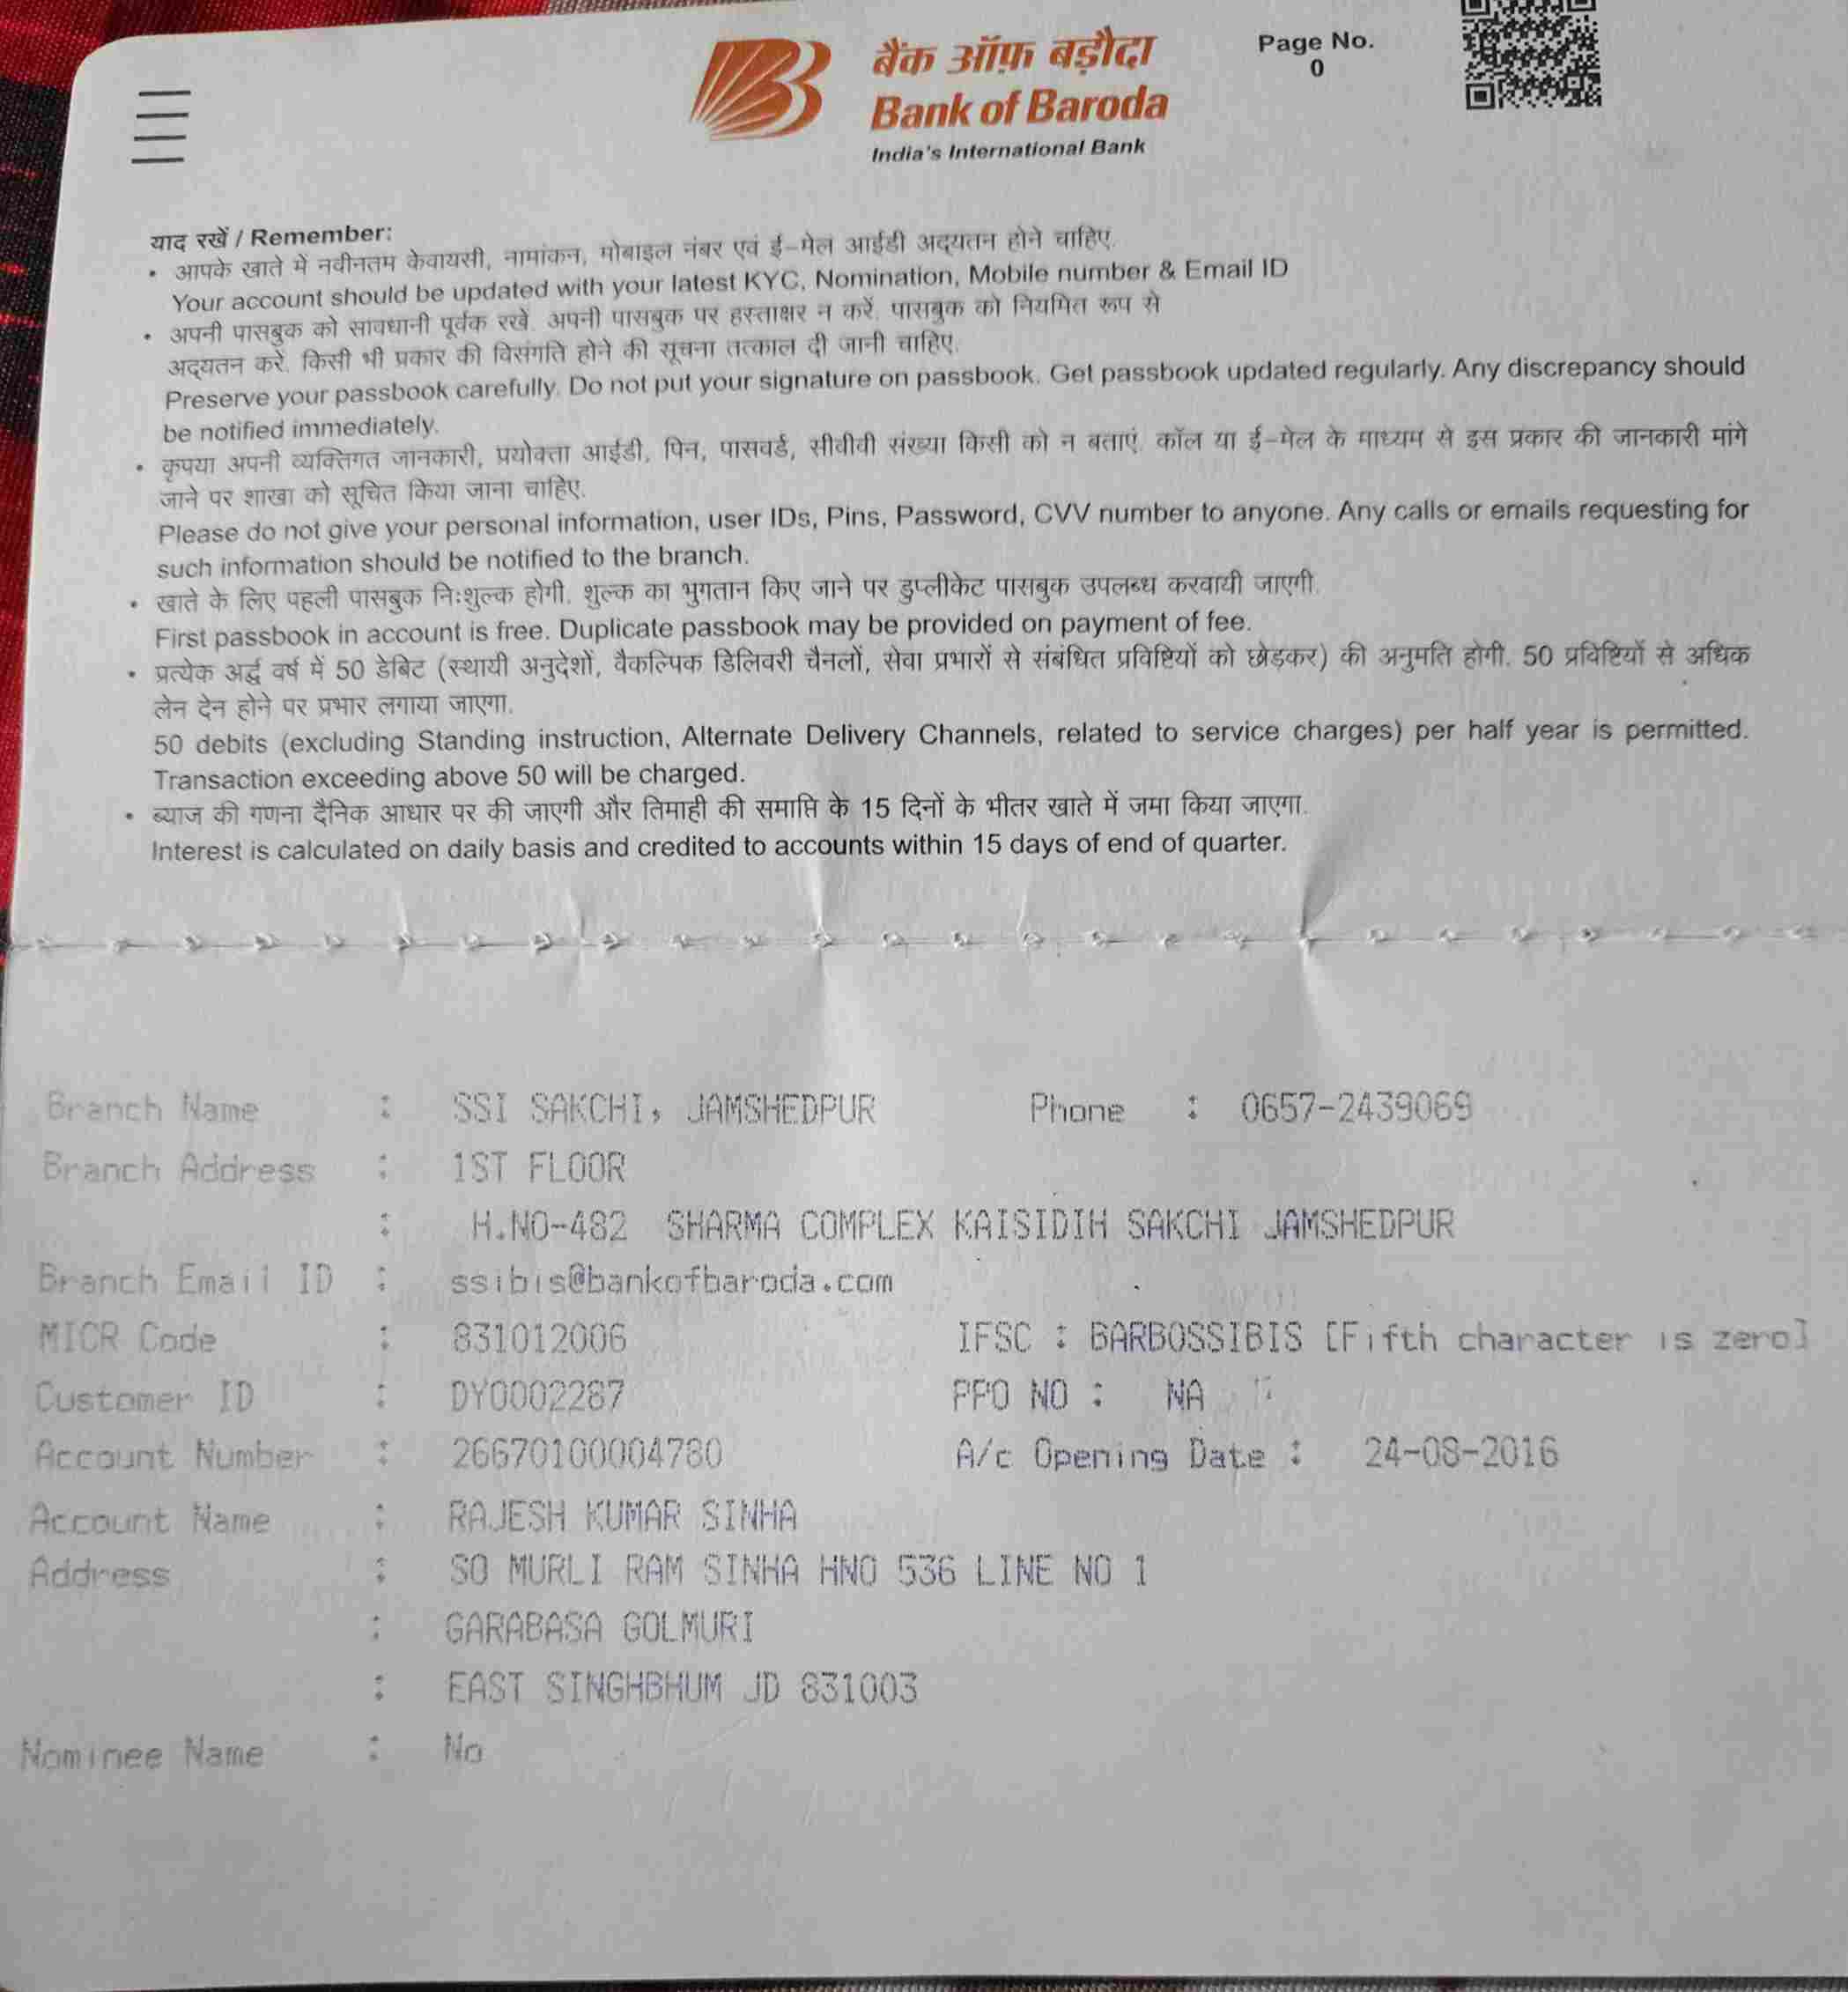 बैंक ऑफ़ बड़ौदा
Bank of Baroda
India's International Bank
Page No.
0
याद रखें / Remember:
• आपके खाते में नवीनतम केवायसी, नामांकन, मोबाइल नंबर एवं ई-मेल आईडी अद्यतन होने चाहिए.
Your account should be updated with your latest KYC, Nomination, Mobile number & Email ID
• अपनी पासबुक को सावधानी पूर्वक रखें. अपनी पासबुक पर हस्ताक्षर न करें. पासबुक को नियमित रूप से
अद्यतन करें. किसी भी प्रकार की विसंगति होने की सूचना तत्काल दी जानी चाहिए.
Preserve your passbook carefully. Do not put your signature on passbook. Get passbook updated regularly. Any discrepancy should
be notified immediately.
• कृपया अपनी व्यक्तिगत जानकारी, प्रयोक्ता आईडी, पिन, पासवर्ड, सीवीवी संख्या किसी को न बताएं. कॉल या ई-मेल के माध्यम से इस प्रकार की जानकारी मांगे
जाने पर शाखा को सूचित किया जाना चाहिए.
Please do not give your personal information, user IDs, Pins, Password, CVV number to anyone. Any calls or emails requesting for
such information should be notified to the branch.
• खाते के लिए पहली पासबुक निःशुल्क होगी. शुल्क का भुगतान किए जाने पर डुप्लीकेट पासबुक उपलब्ध करवायी जाएगी.
First passbook in account is free. Duplicate passbook may be provided on payment of fee.
• प्रत्येक अर्द्ध वर्ष में 50 डेबिट (स्थायी अनुदेशों, वैकल्पिक डिलिवरी चैनलों, सेवा प्रभारों से संबंधित प्रविष्टियों को छोड़कर) की अनुमति होगी. 50 प्रविष्टियों से अधिक
लेन देन होने पर प्रभार लगाया जाएगा.
50 debits (excluding Standing instruction, Alternate Delivery Channels, related to service charges) per half year is permitted.
Transaction exceeding above 50 will be charged.
• ब्याज की गणना दैनिक आधार पर की जाएगी और तिमाही की समाप्ति के 15 दिनों के भीतर खाते में जमा किया जाएगा.
Interest is calculated on daily basis and credited to accounts within 15 days of end of quarter.
Branch Name : SSI SAKCHI, JAMSHEDPUR Phone : 0657-2439069
Branch Address : 1ST FLOOR
: H.NO-482 SHARMA COMPLEX KAISIDIH SAKCHI JAMSHEDPUR
Branch Email ID : ssibis@bankofbaroda.com
MICR Code : 831012006 IFSC : BARBOSSIBIS [Fifth character is zero]
Customer ID : DY0002287 PPO NO : NA
Account Number : 26670100004780 A/c Opening Date : 24-08-2016
Account Name : RAJESH KUMAR SINHA
Address : SO MURLI RAM SINHA HNO 536 LINE NO 1
: GARABASA GOLMURI
: EAST SINGHBHUM JD 831003
Nominee Name : No